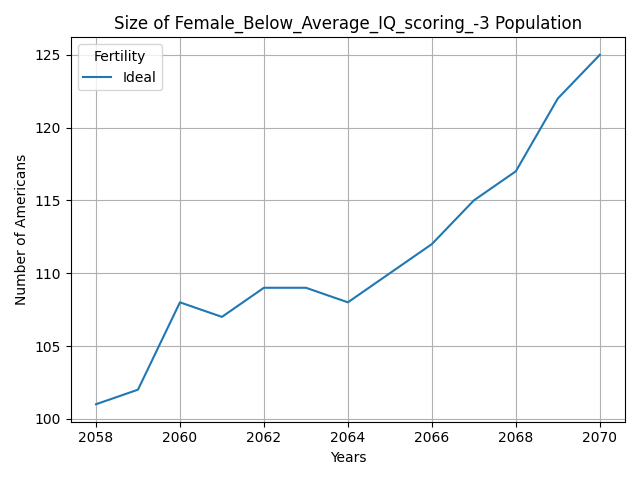 Size of Female_Below_Average_IQ_scoring_-3 Population
Fertility
Ideal
Number of Americans
125
120
115
110
105
100
2058 2060 2062 2064 2066 2068 2070
Years